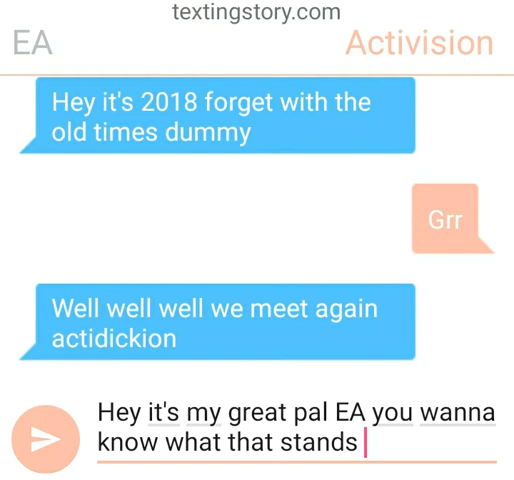 textingstory.com
EA
Activision
Hey it's 2018 forget with the
old times dummy
Grr
Well well well we meet again
actidickion
Hey it's my great pal EA you wanna
know what that stands